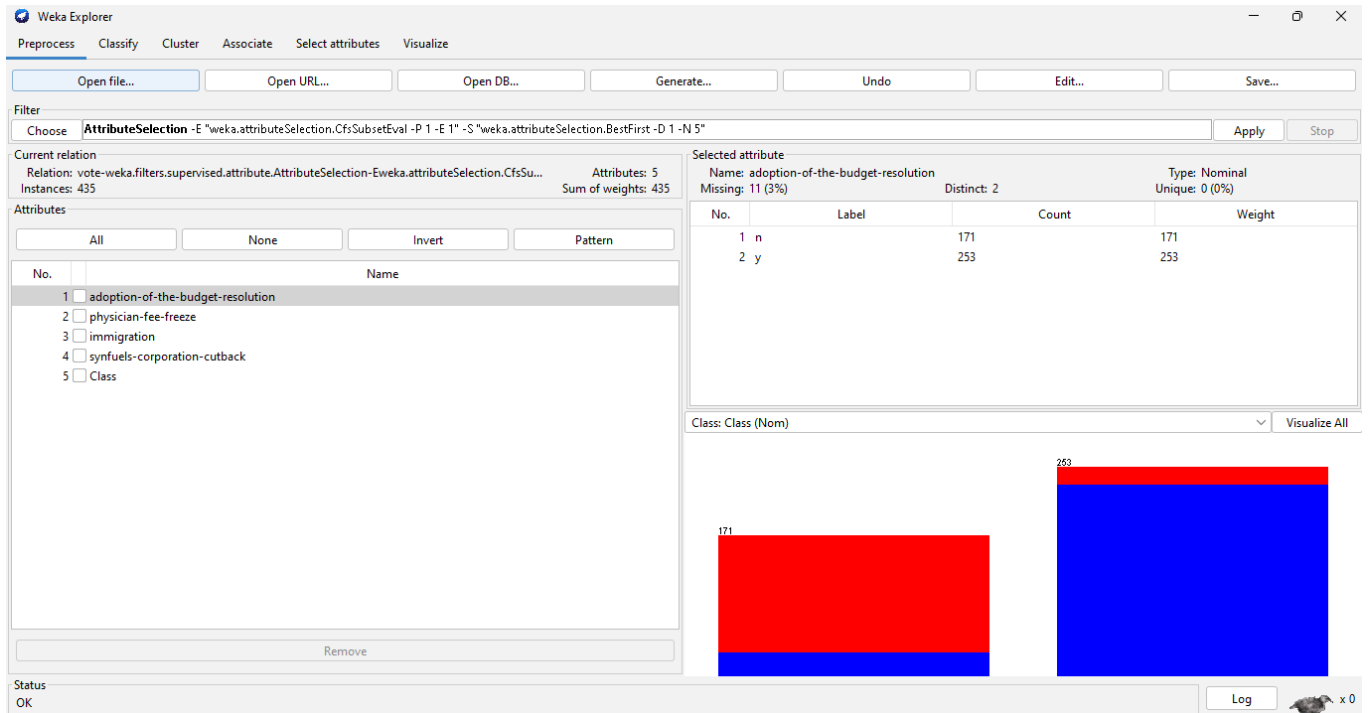 Weka Explorer
Preprocess Classify Cluster Associate Select attributes Visualize
Open file... Open URL... Open DB... Generate... Undo Edit... Save...
Filter
Choose AttributeSelection -E "weka.attributeSelection.CfsSubsetEval -P 1 -E 1" -S "weka.attributeSelection.BestFirst -D 1 -N 5" Apply Stop
Current relation
Relation: vote-weka.filters.supervised.attribute.AttributeSelection-Eweka.attributeSelection.CfsSu... Attributes: 5
Instances: 435 Sum of weights: 435
Attributes
All None Invert Pattern
No. Name
1 adoption-of-the-budget-resolution
2 physician-fee-freeze
3 immigration
4 synfuels-corporation-cutback
5 Class
Remove
Selected attribute
Name: adoption-of-the-budget-resolution Type: Nominal
Missing: 11 (3%) Distinct: 2 Unique: 0 (0%)
No. Label Count Weight
1 n 171 171
2 y 253 253
Class: Class (Nom) Visualize All
253
171
Status
OK Log x 0